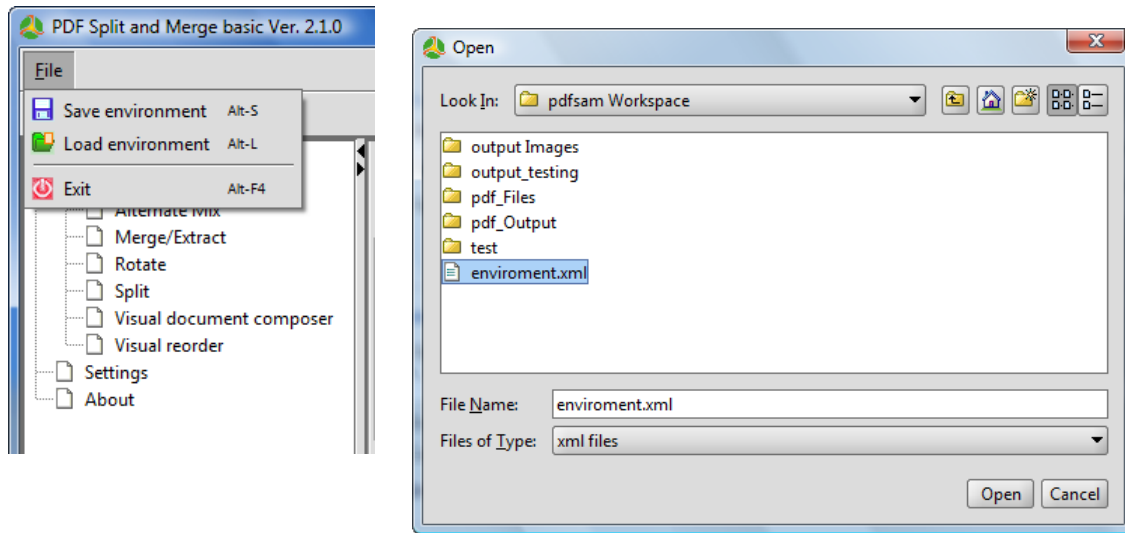 PDF Split and Merge basic Ver. 2.1.0
File
Save environment Alt-S
Load environment Alt-L
Exit Alt-F4
Alternate Mix
Merge/Extract
Rotate
Split
Visual document composer
Visual reorder
Settings
About
Open
Look In: pdfsam Workspace
output Images
output_testing
pdf_Files
pdf_Output
test
enviroment.xml
File Name: enviroment.xml
Files of Type: xml files
Open Cancel